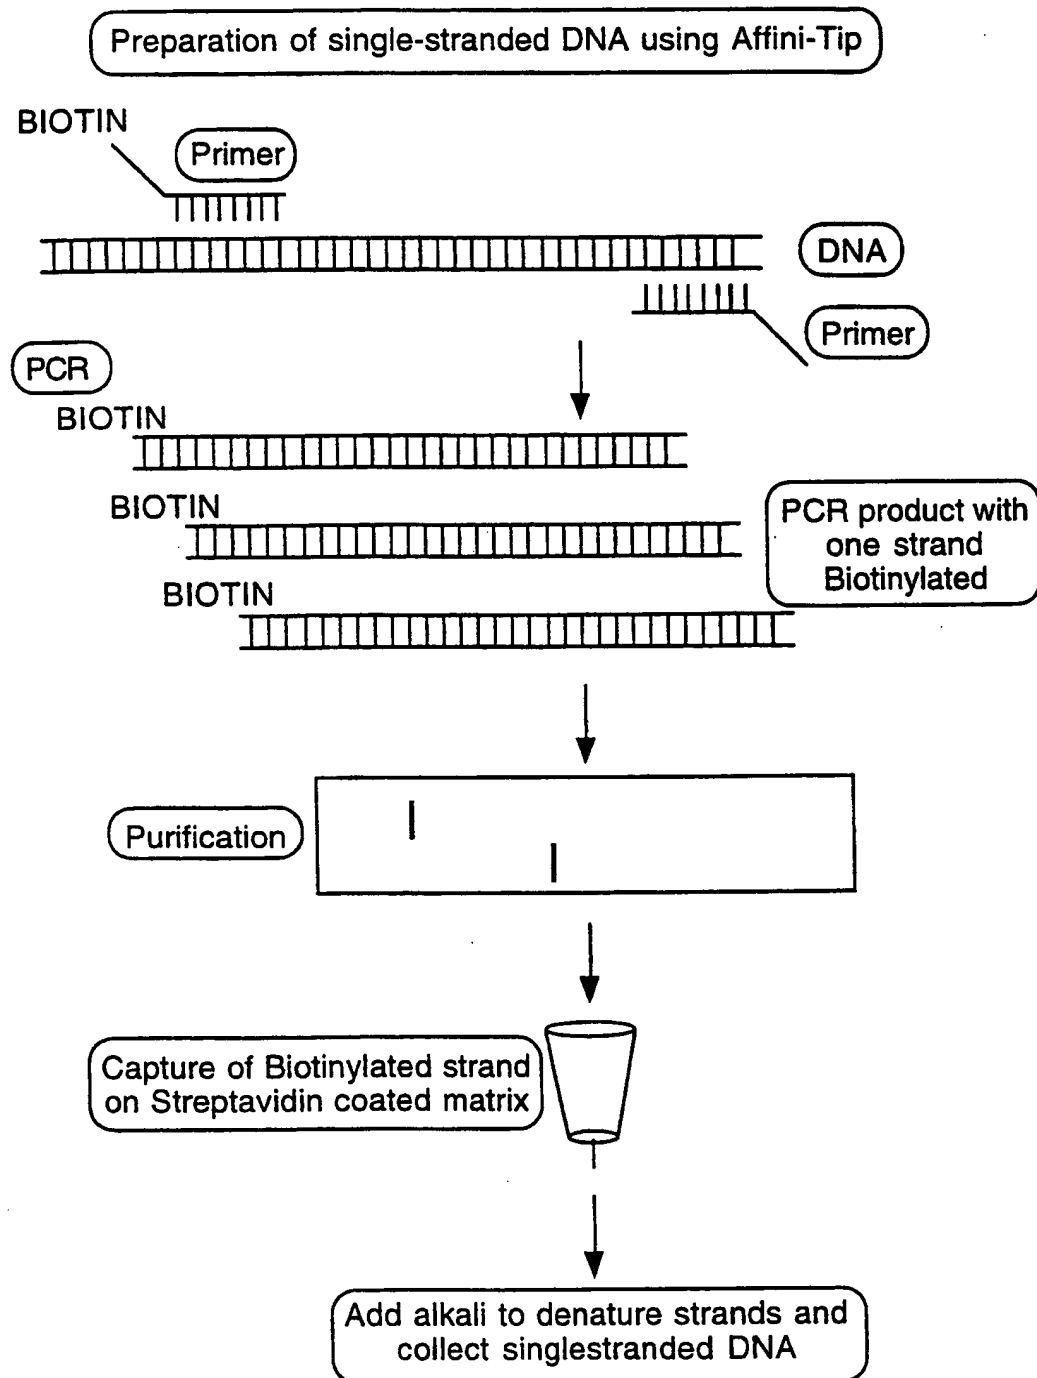 Preparation of single-stranded DNA using Affini-Tip
BIOTIN
Primer
DNA
Primer
PCR
BIOTIN
BIOTIN
PCR product with
one strand
Biotinylated
BIOTIN
Purification
Capture of Biotinylated strand
on Streptavidin coated matrix
Add alkali to denature strands and
collect singlestranded DNA